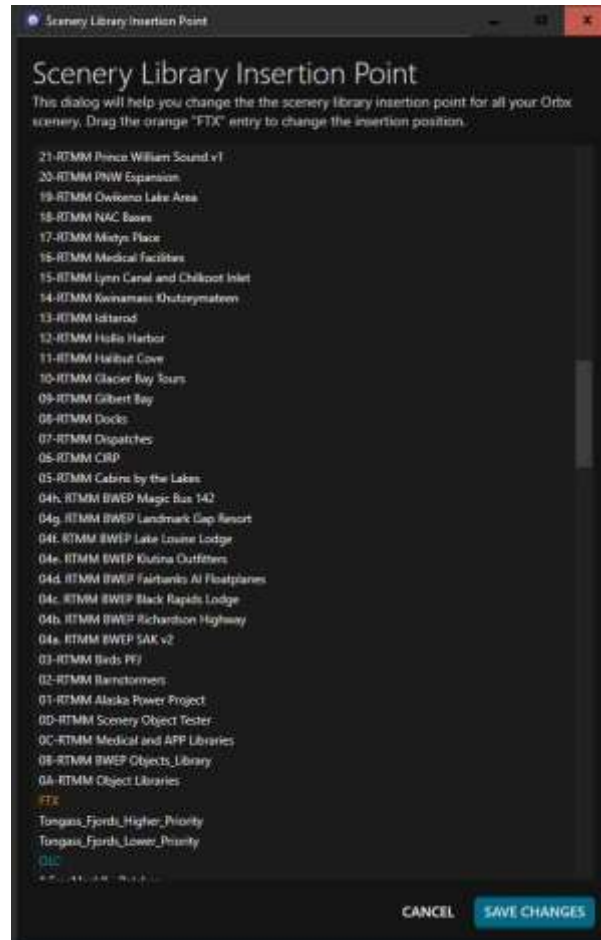 Scenery Library Insertion Point
Scenery Library Insertion Point
This dialog will help you change the the scenery library insertion point for all your Orbx
scenery. Drag the orange "FTX" entry to change the insertion position.
21-RTMM Prince William Sound v1
20-RTMM PNW Expansion
19-RTMM Owikeno Lake Area
18-RTMM NAC Bases
17-RTMM Mistys Place
16-RTMM Medical Facilities
15-RTMM Lynn Canal and Chilkoot Inlet
14-RTMM Kwinamass Khutzeymateen
13-RTMM Iditarod
12-RTMM Hollis Harbor
11-RTMM Halibut Cove
10-RTMM Glacier Bay Tours
09-RTMM Gilbert Bay
08-RTMM Docks
07-RTMM Dispatches
06-RTMM CIRP
05-RTMM Cabins by the Lakes
04h. RTMM BWEP Magic Bus 142
04g. RTMM BWEP Landmark Gap Resort
04f. RTMM BWEP Lake Louise Lodge
04e. RTMM BWEP Klutina Outfitters
04d. RTMM BWEP Fairbanks AI Floatplanes
04c. RTMM BWEP Black Rapids Lodge
04b. RTMM BWEP Richardson Highway
04a. RTMM BWEP SAK v2
03-RTMM Birds PFJ
02-RTMM Barnstormers
01-RTMM Alaska Power Project
0D-RTMM Scenery Object Tester
0C-RTMM Medical and APP Libraries
0B-RTMM BWEP Objects_Library
0A-RTMM Object Libraries
FTX
Tongass_Fjords_Higher_Priority
Tongass_Fjords_Lower_Priority
OLC
CANCEL SAVE CHANGES